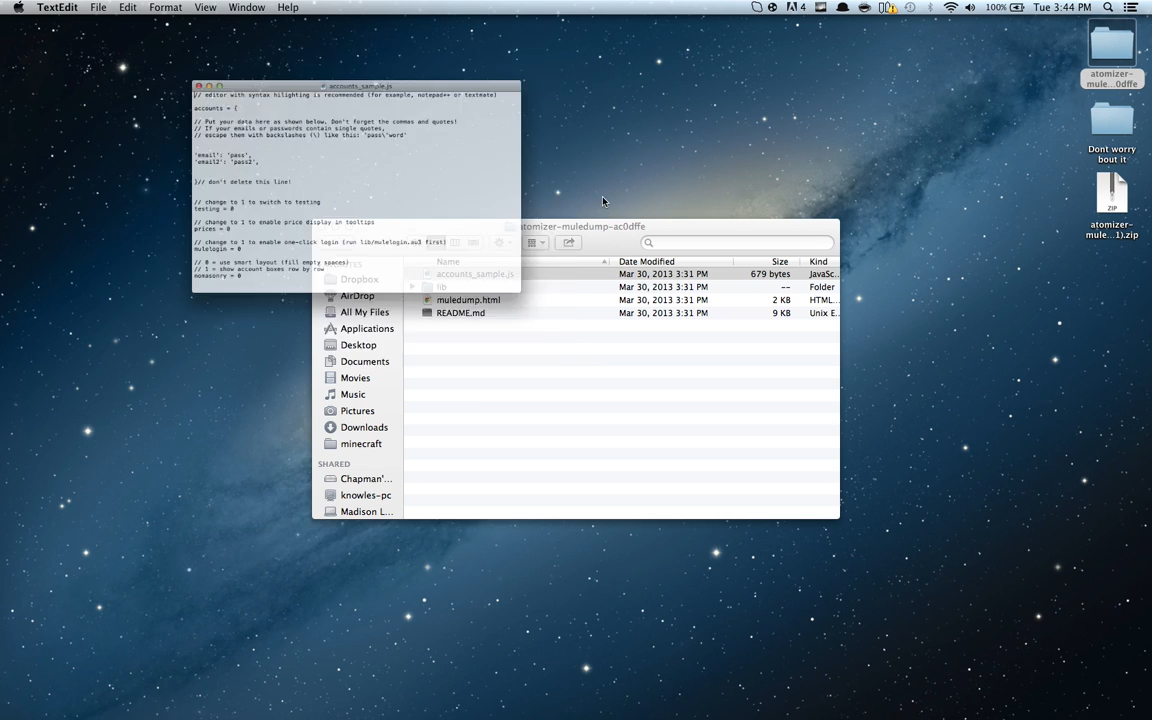 TextEdit File Edit Format View Window Help
4 100% Tue 3:44 PM
accounts_sample.js
// editor with syntax hilighting is recommended (for example, notepad++ or textmate)
accounts = {
// Put your data here as shown below. Don't forget the commas and quotes!
// If your emails or passwords contain single quotes,
// escape them with backslashes (\) like this: 'pass\'word'
'email': 'pass',
'email2': 'pass2',
}// don't delete this line!
// change to 1 to switch to testing
testing = 0
// change to 1 to enable price display in tooltips
prices = 0
// change to 1 to enable one-click login (run lib/mulelogin.au3 first)
mulelogin = 0
// 0 = use smart layout (fill empty spaces)
// 1 = show account boxes row by row
nomasonry = 0
atomizer-muledump-ac0dffe
Name Date Modified Size Kind
accounts_sample.js Mar 30, 2013 3:31 PM 679 bytes JavaSc...
lib Mar 30, 2013 3:31 PM -- Folder
muledump.html Mar 30, 2013 3:31 PM 2 KB HTML...
README.md Mar 30, 2013 3:31 PM 9 KB Unix E...
Dropbox
AirDrop
All My Files
Applications
Desktop
Documents
Movies
Music
Pictures
Downloads
minecraft
SHARED
Chapman'...
knowles-pc
Madison L...
atomizer-
mule...0dffe
Dont worry
bout it
ZIP
atomizer-
mule...1).zip